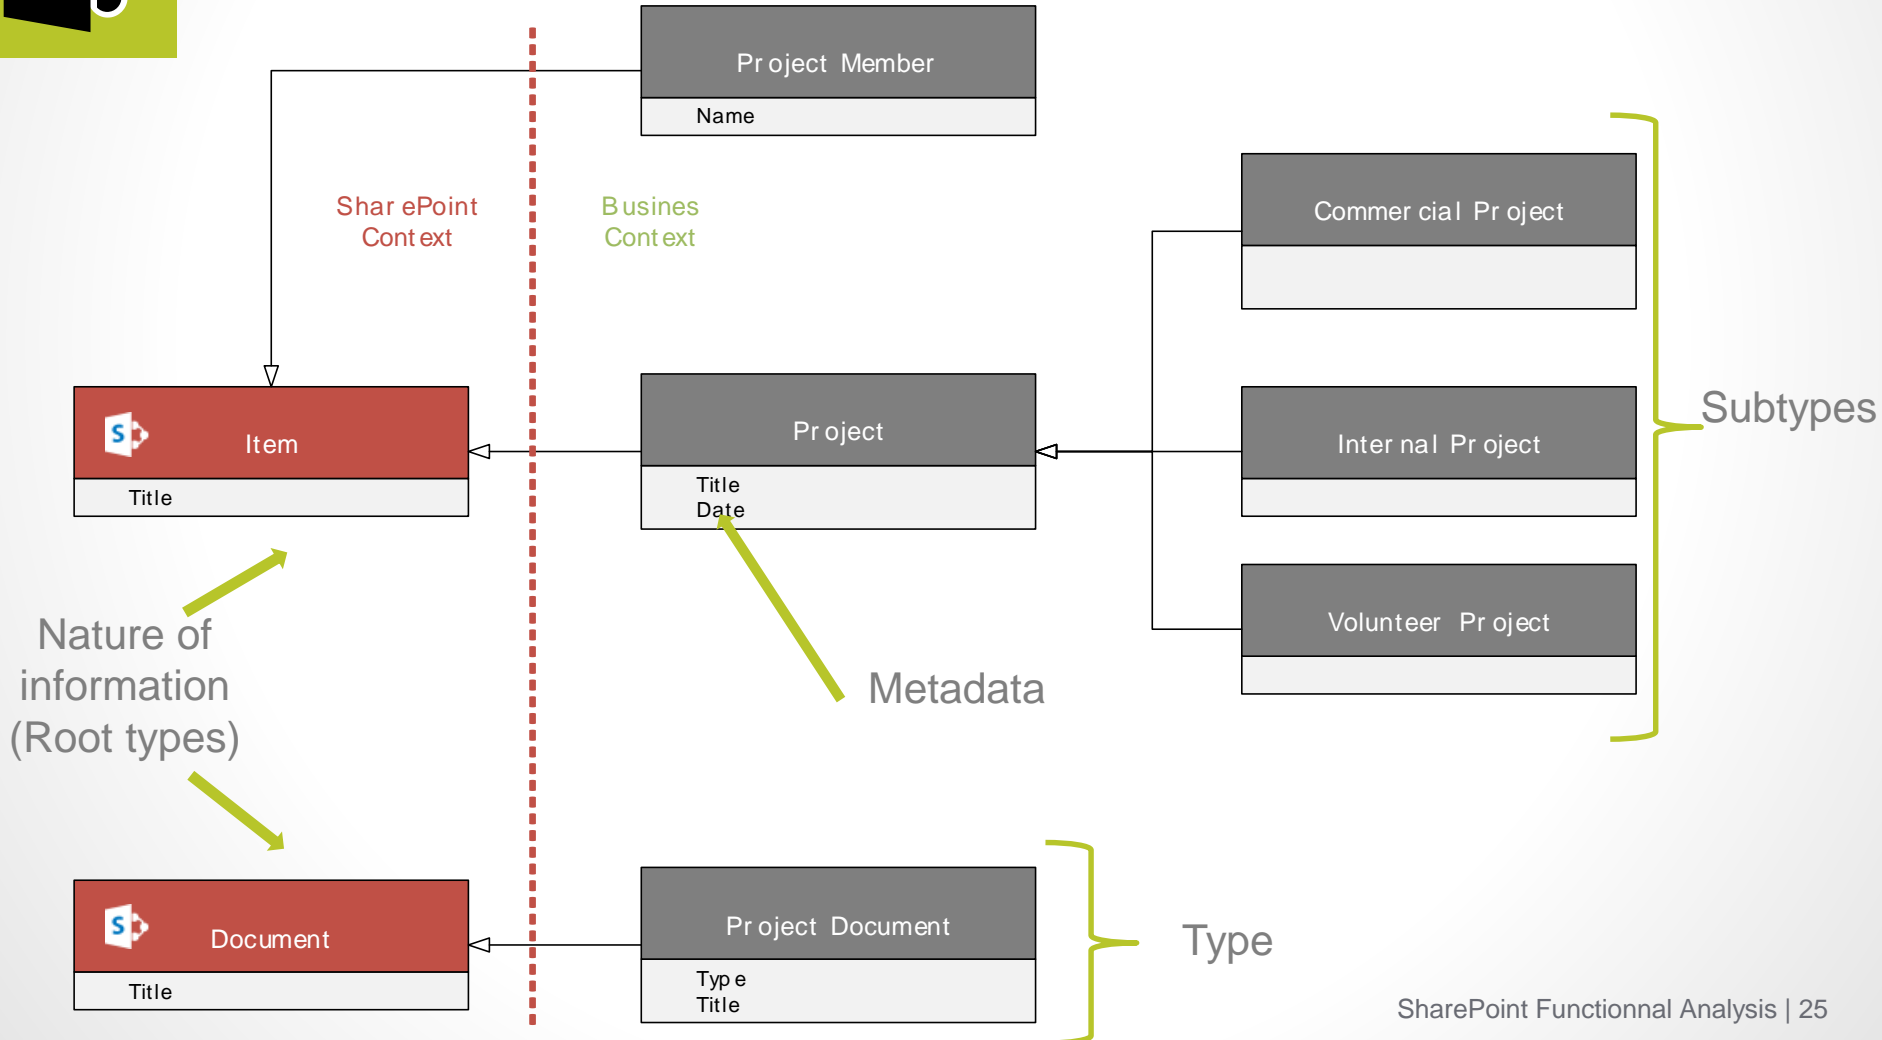 Project Member
Name
SharePoint
Context
Busines
Context
Commercial Project
Item
Title
Project
Title
Date
Internal Project
Subtypes
Volunteer Project
Nature of
information
(Root types)
Metadata
Document
Title
Project Document
Type
Title
Type
SharePoint Functionnal Analysis | 25